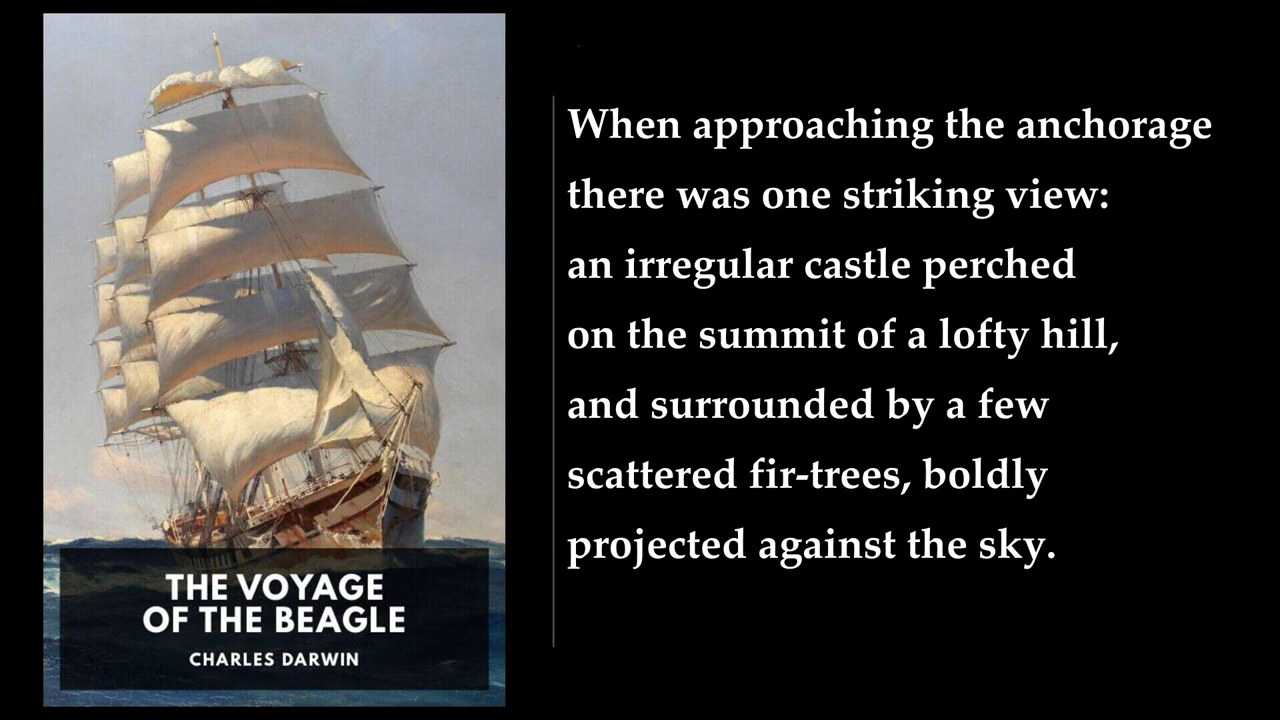 When approaching the anchorage
there was one striking view:
an irregular castle perched
on the summit of a lofty hill,
and surrounded by a few
scattered fir-trees, boldly
projected against the sky.
THE VOYAGE
OF THE BEAGLE
CHARLES DARWIN